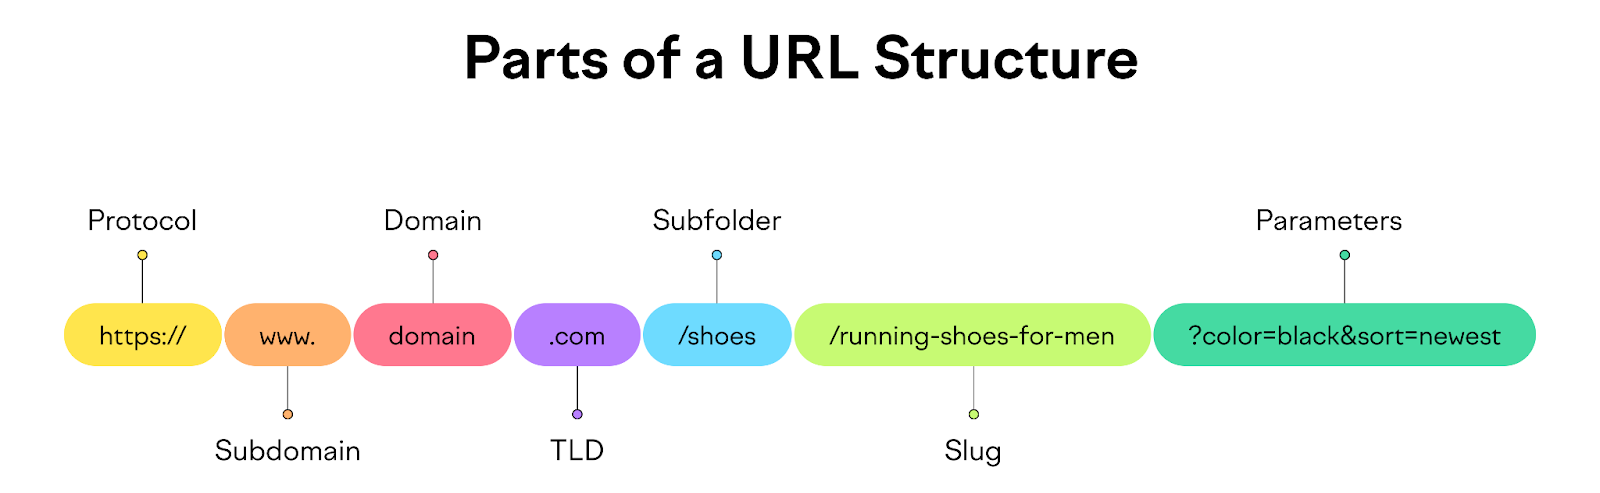 Parts of a URL Structure
Protocol Domain Subfolder Parameters
https:// www. domain .com /shoes /running-shoes-for-men ?color=black&sort=newest
Subdomain TLD Slug